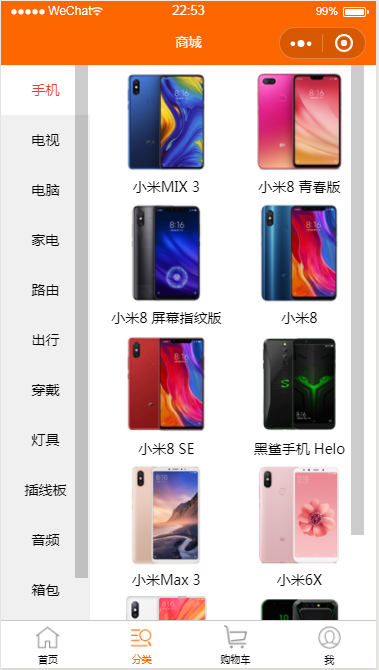 WeChat 22:53 99%
商城
手机
电视
电脑
家电
路由
出行
穿戴
灯具
插线板
音频
箱包
小米MIX 3
小米8 青春版
小米8 屏幕指纹版
小米8
小米8 SE
黑鲨手机 Helo
小米Max 3
小米6X
首页
分类
购物车
我